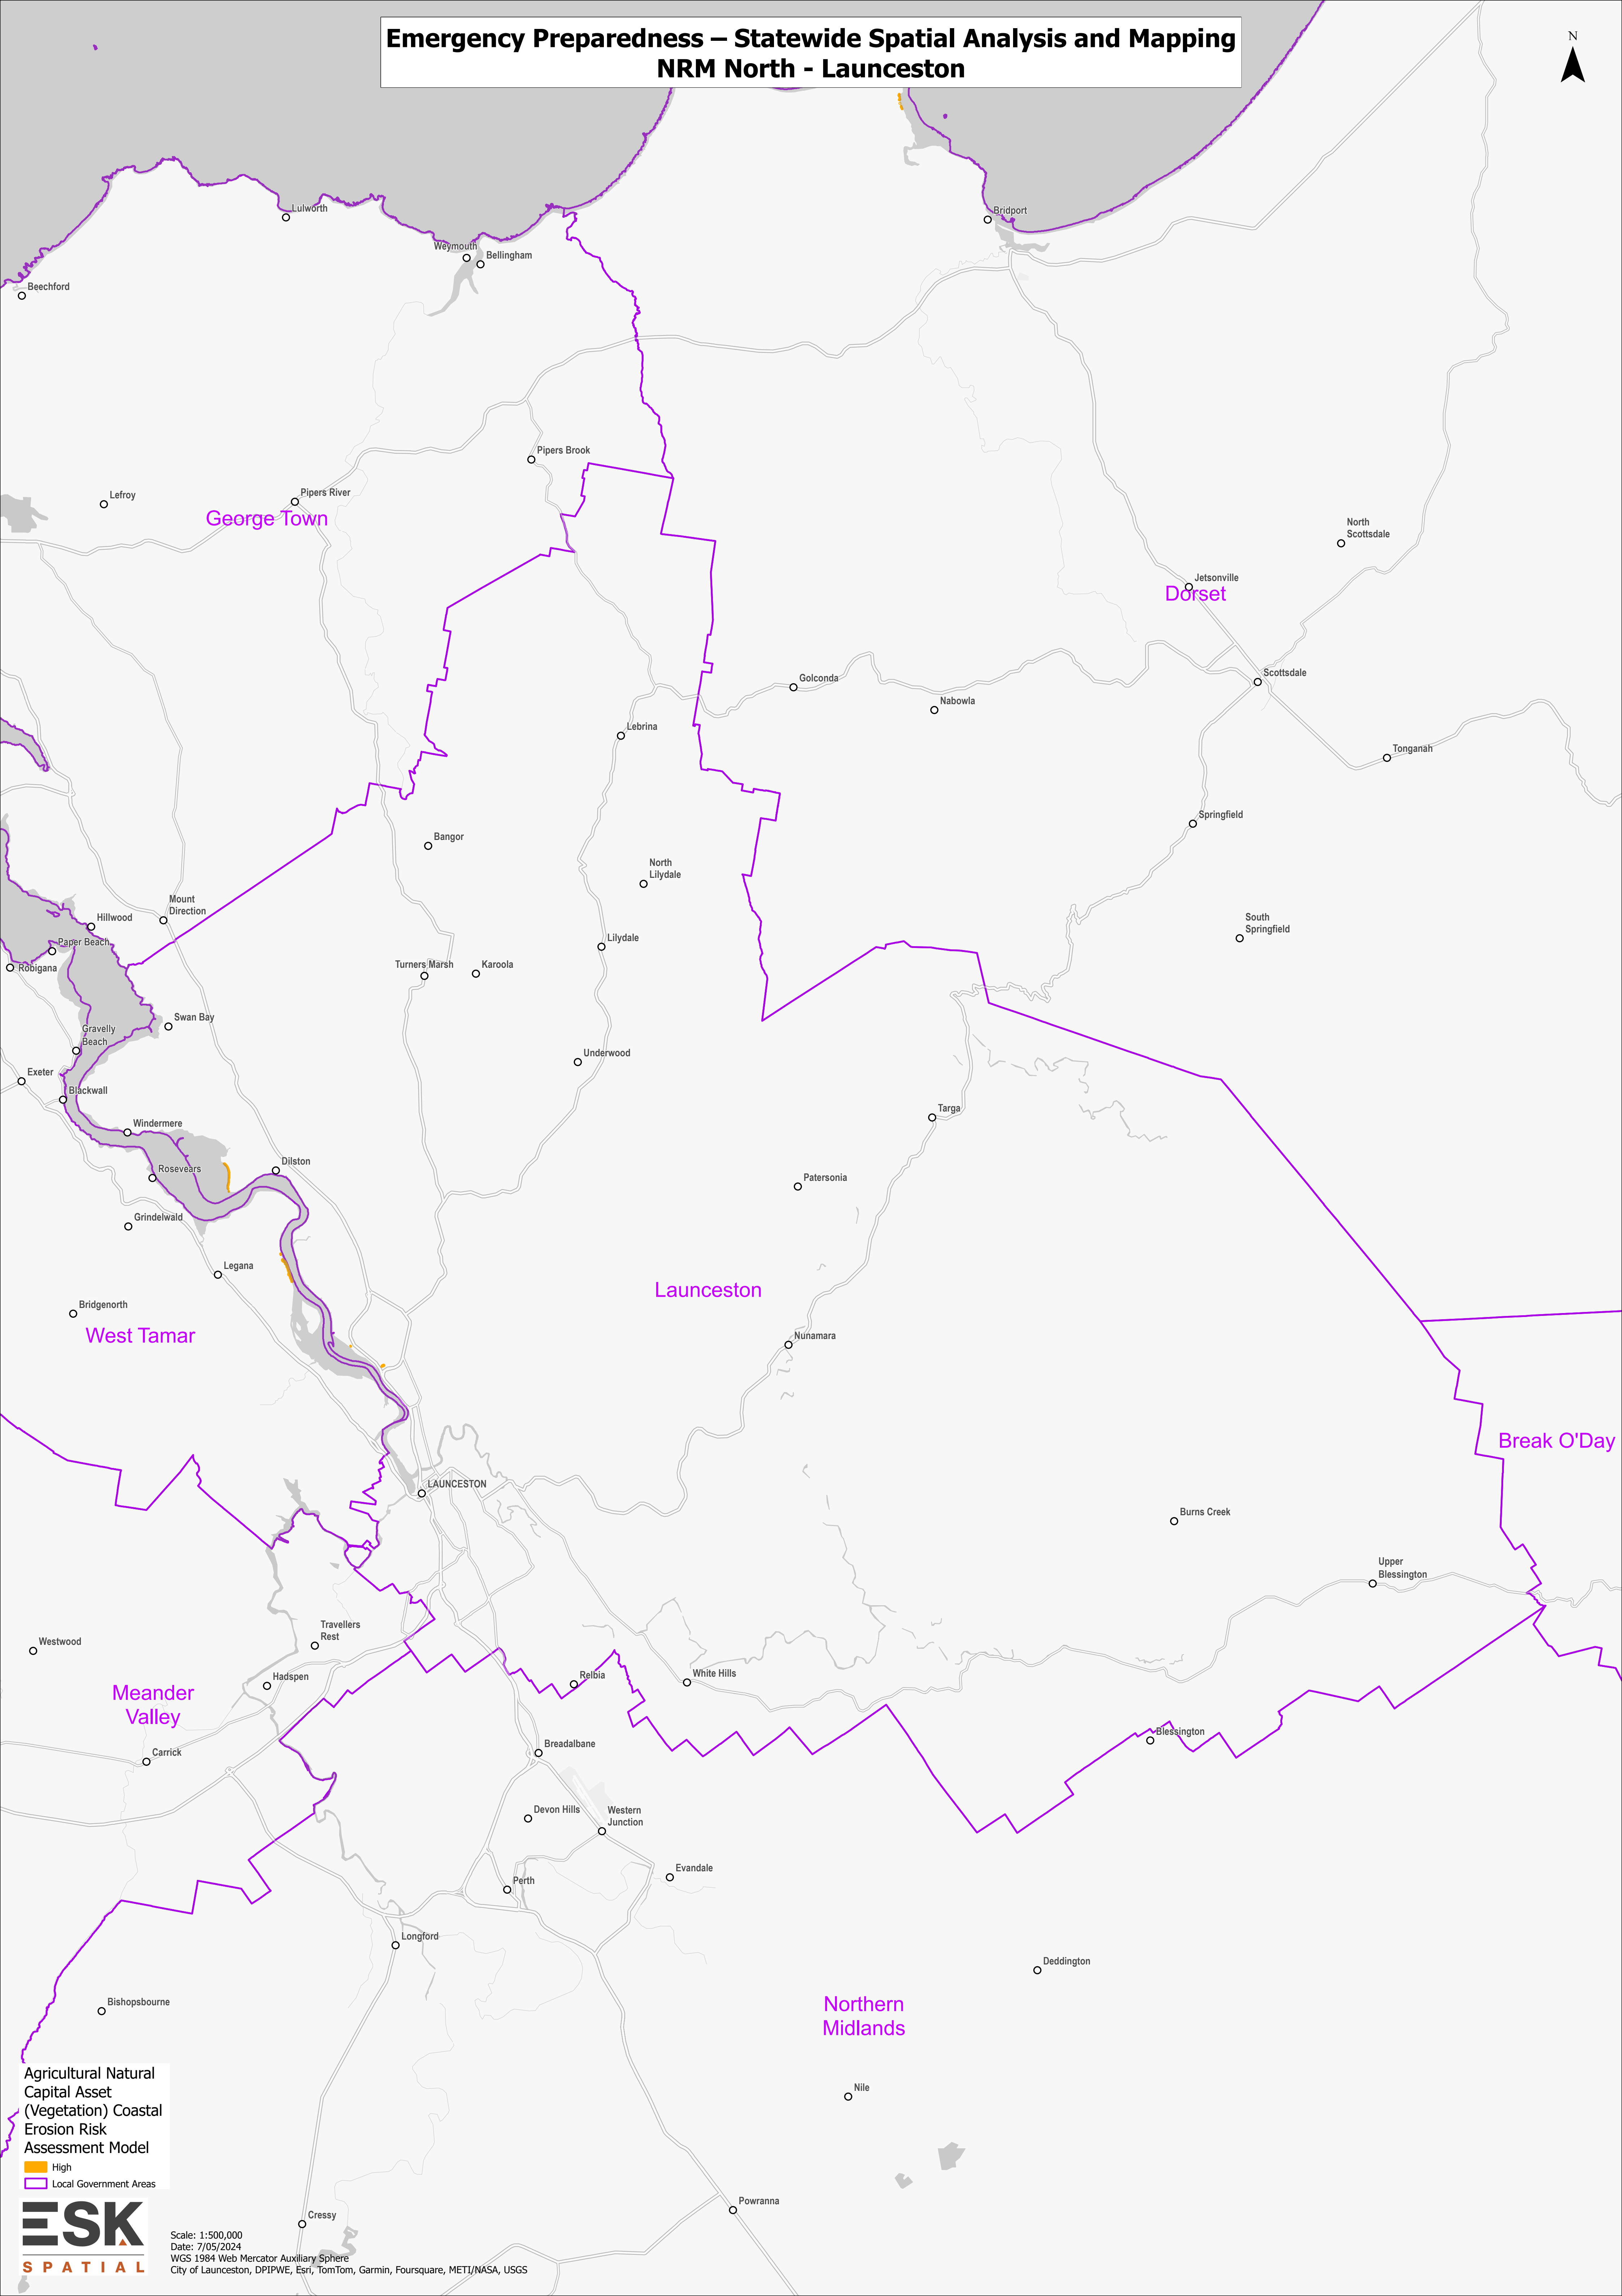 Emergency Preparedness – Statewide Spatial Analysis and Mapping
NRM North - Launceston
N
Lulworth
Bridport
Weymouth
Bellingham
Beechford
Pipers Brook
Lefroy
Pipers River
George Town
North
Scottsdale
Jetsonville
Dorset
Golconda
Scottsdale
Nabowla
Lebrina
Tonganah
Springfield
Bangor
North
Lilydale
Mount
Direction
Hillwood
South
Springfield
Paper Beach
Lilydale
Robigana
Turners Marsh
Karoola
Swan Bay
Gravelly
Beach
Underwood
Exeter
Blackwall
Targa
Windermere
Rosevears
Dilston
Patersonia
Grindelwald
Legana
Launceston
Bridgenorth
West Tamar
Nunamara
Break O'Day
LAUNCESTON
Burns Creek
Upper
Blessington
Travellers
Rest
Westwood
Hadspen
Relbia
White Hills
Meander
Valley
Blessington
Breadalbane
Carrick
Devon Hills
Western
Junction
Evandale
Perth
Longford
Deddington
Bishopsbourne
Northern
Midlands
Nile
Agricultural Natural
Capital Asset
(Vegetation) Coastal
Erosion Risk
Assessment Model
High
Local Government Areas
Powranna
Cressy
ESK
SPATIAL
Scale: 1:500,000
Date: 7/05/2024
WGS 1984 Web Mercator Auxiliary Sphere
City of Launceston, DPIPWE, Esri, TomTom, Garmin, Foursquare, METI/NASA, USGS